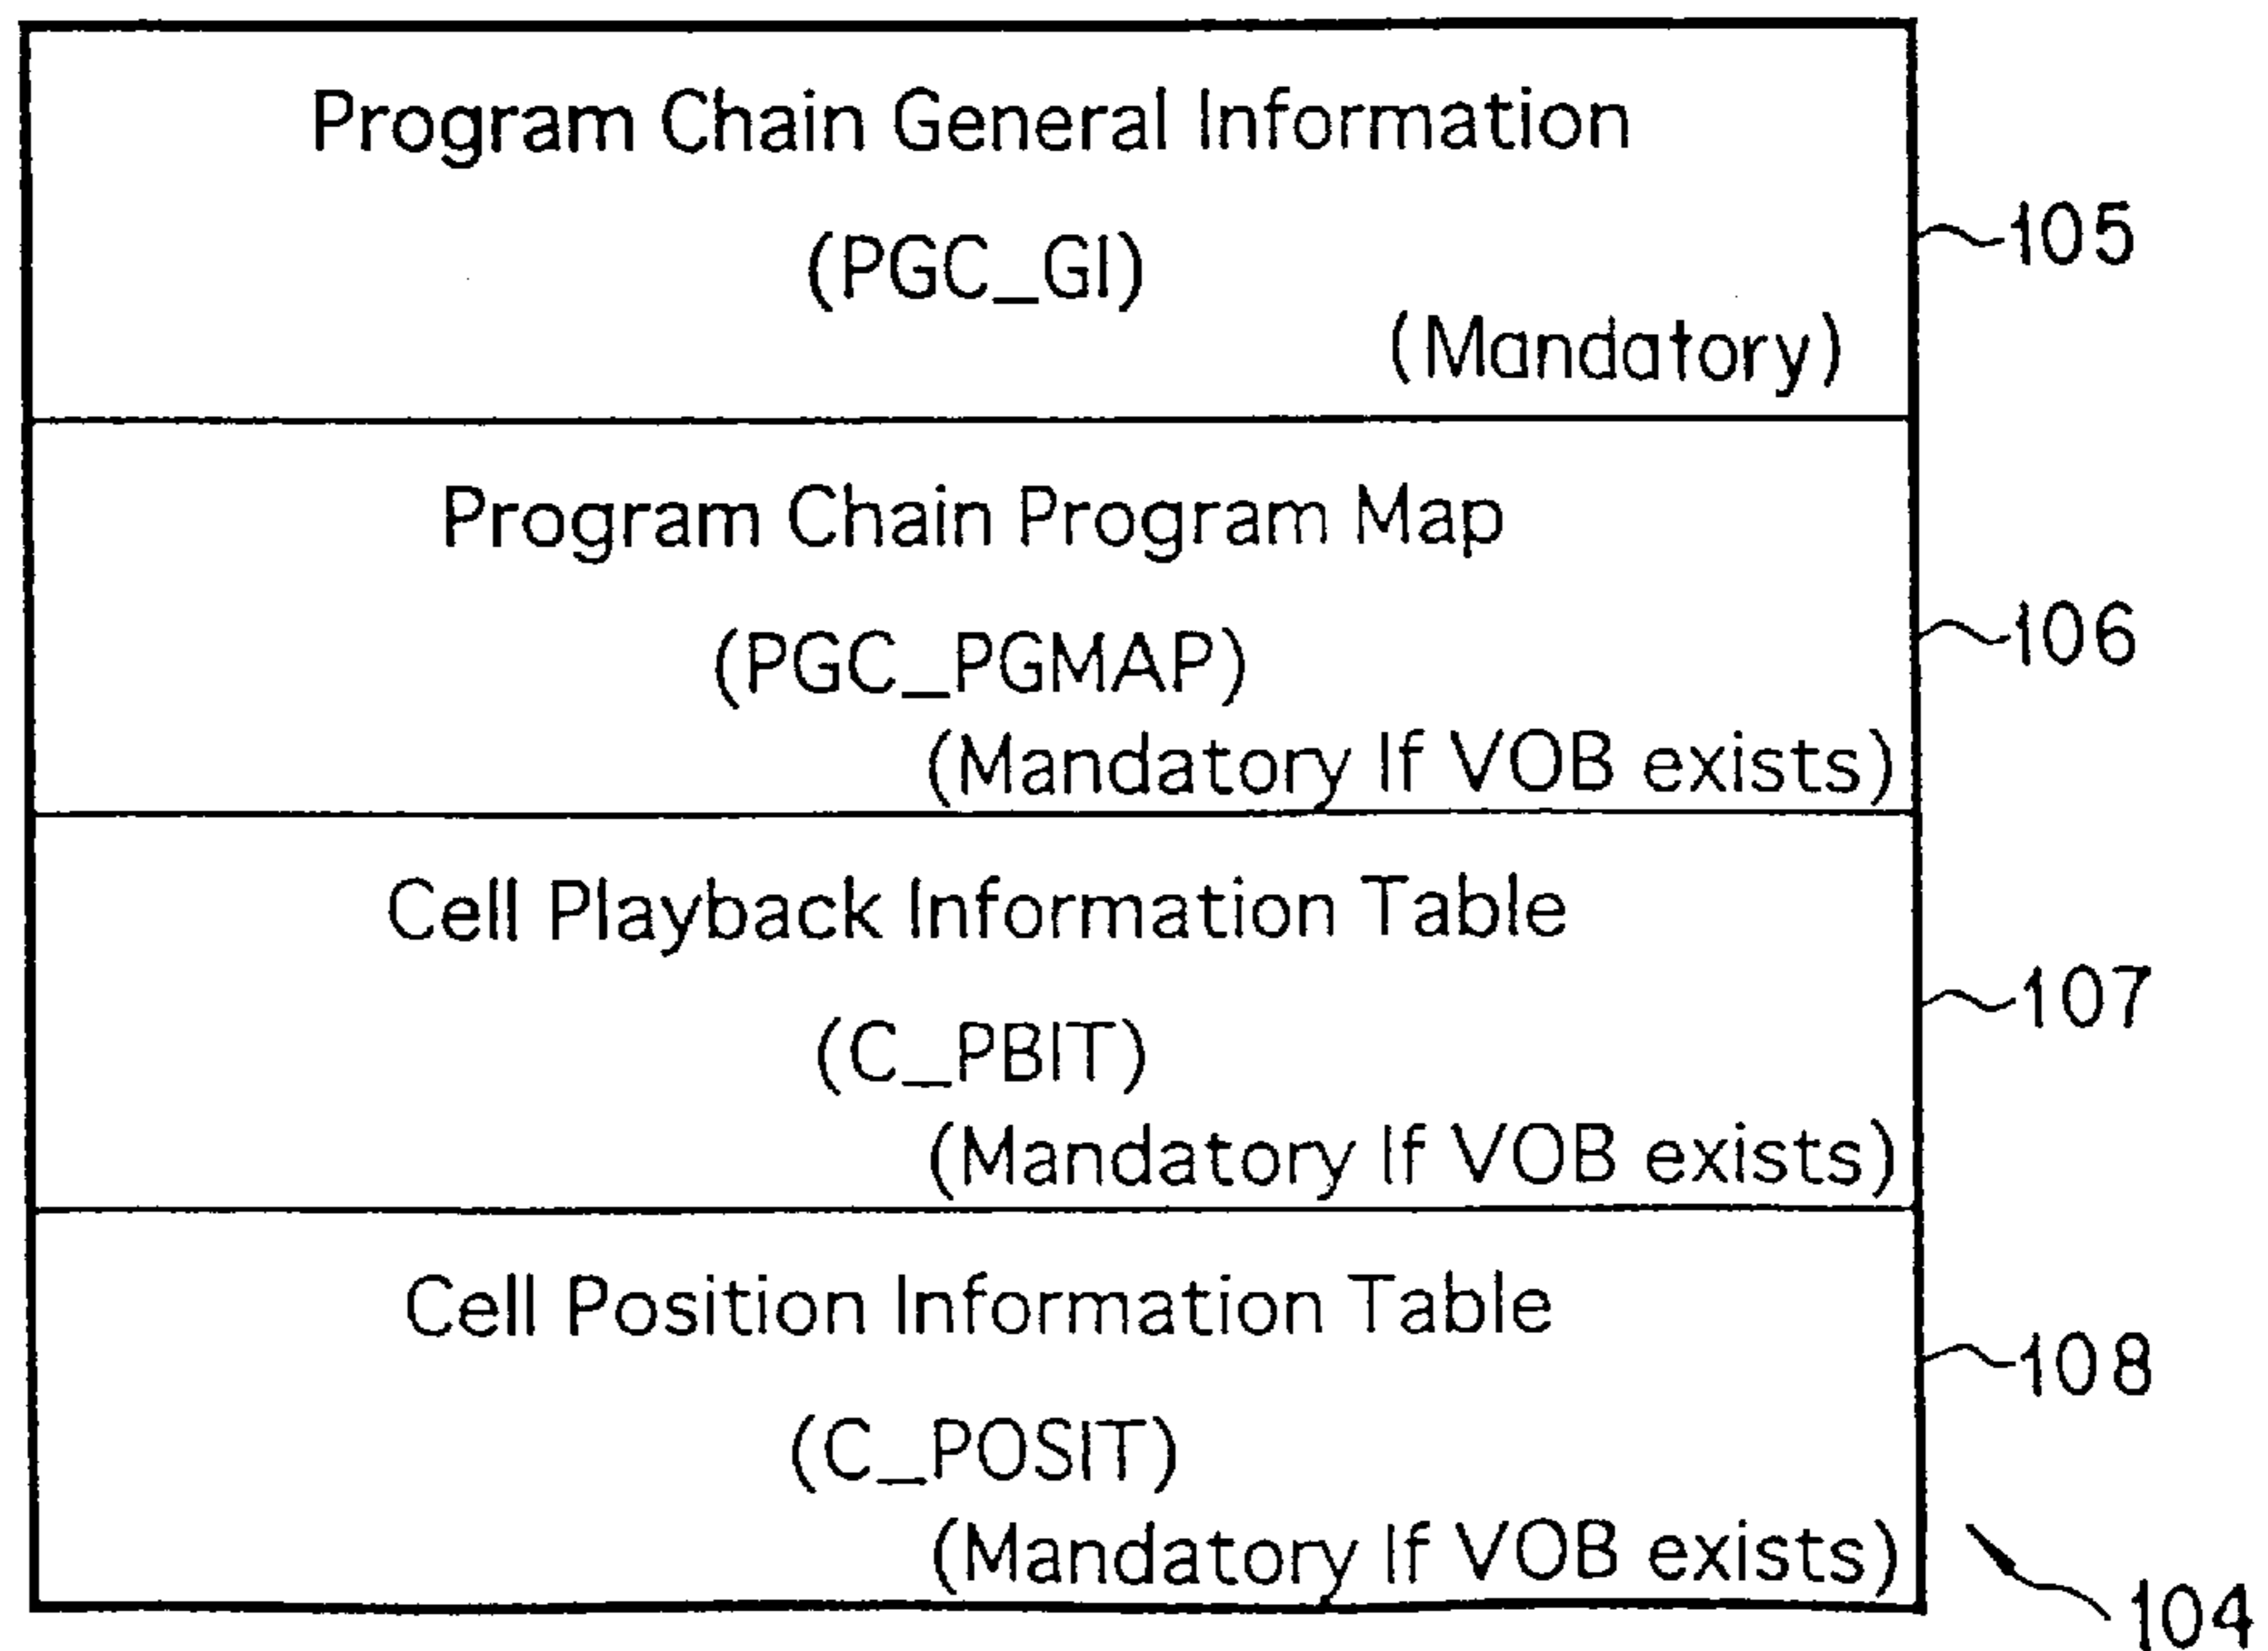 Program Chain General Information
(PGC_GI)
(Mandatory)
105
Program Chain Program Map
(PGC_PGMAP)
(Mandatory If VOB exists)
106
Cell Playback Information Table
(C_PBIT)
(Mandatory If VOB exists)
107
Cell Position Information Table
(C_POSIT)
(Mandatory If VOB exists)
108
104